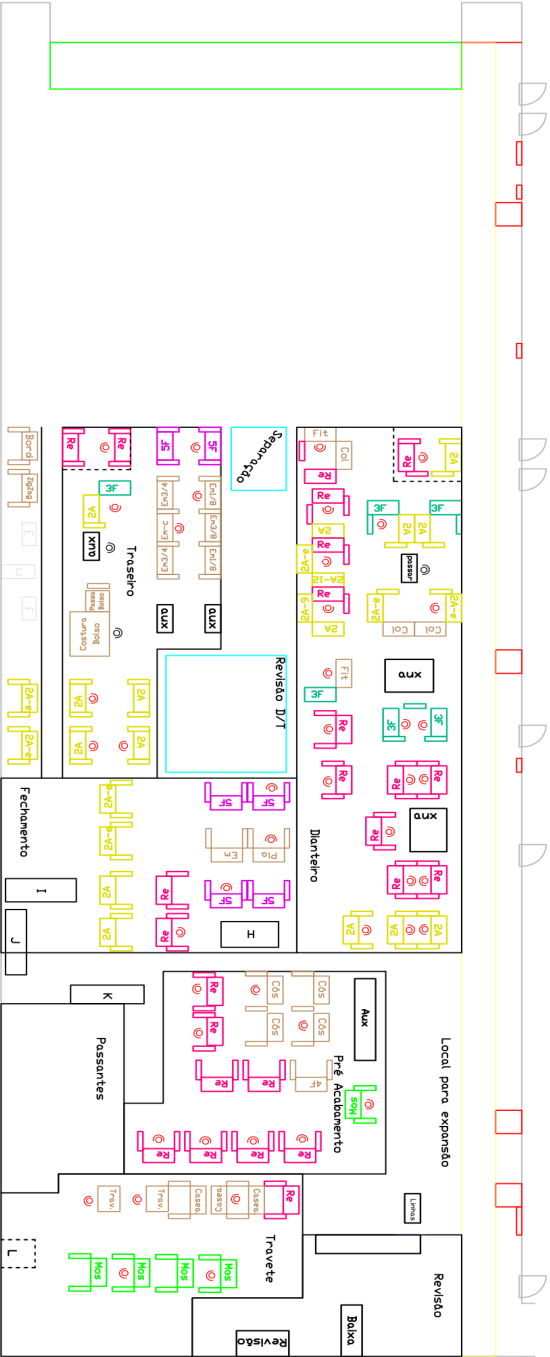 Bord
ZigZag
E
F
2A-e
2A-e
Re
Re
3F
2A
aux
Passa
Bolso
Costura
Bolso
Traseiro
2A
2A
2A
2A
5F
5F
Em3/4
Em1/8
Em-c
Em3/8
Em3/4
Em1/8
aux
aux
Separação
Revisão D/T
Fit
Col
Re
Re
2A
2A-e
Re
2A-12
Re
2A-6
2A
Fit
3F
Re
Re
Dianteiro
Re
2A
3F
3F
2A
2A
passar
2A-e
2A-e
Col
Col
aux
3F
3F
Re
Re
aux
Re
Re
Re
2A
2A
2A
Fechamento
2A-e
2A-e
2A
2A
5F
5F
Em
Pla
5F
5F
Re
Re
H
I
J
K
Passantes
Re
Re
Cós
Cós
Cós
Cós
Aux
Re
Re
4F
Mos
Pré Acabamento
Re
Re
Re
Re
Local para expansão
Linhas
Trav.
Trav.
Casea
Casea
Casea
Re
Travete
Mos
Mos
Mos
Mos
L
Revisão
Revisão
Baixa